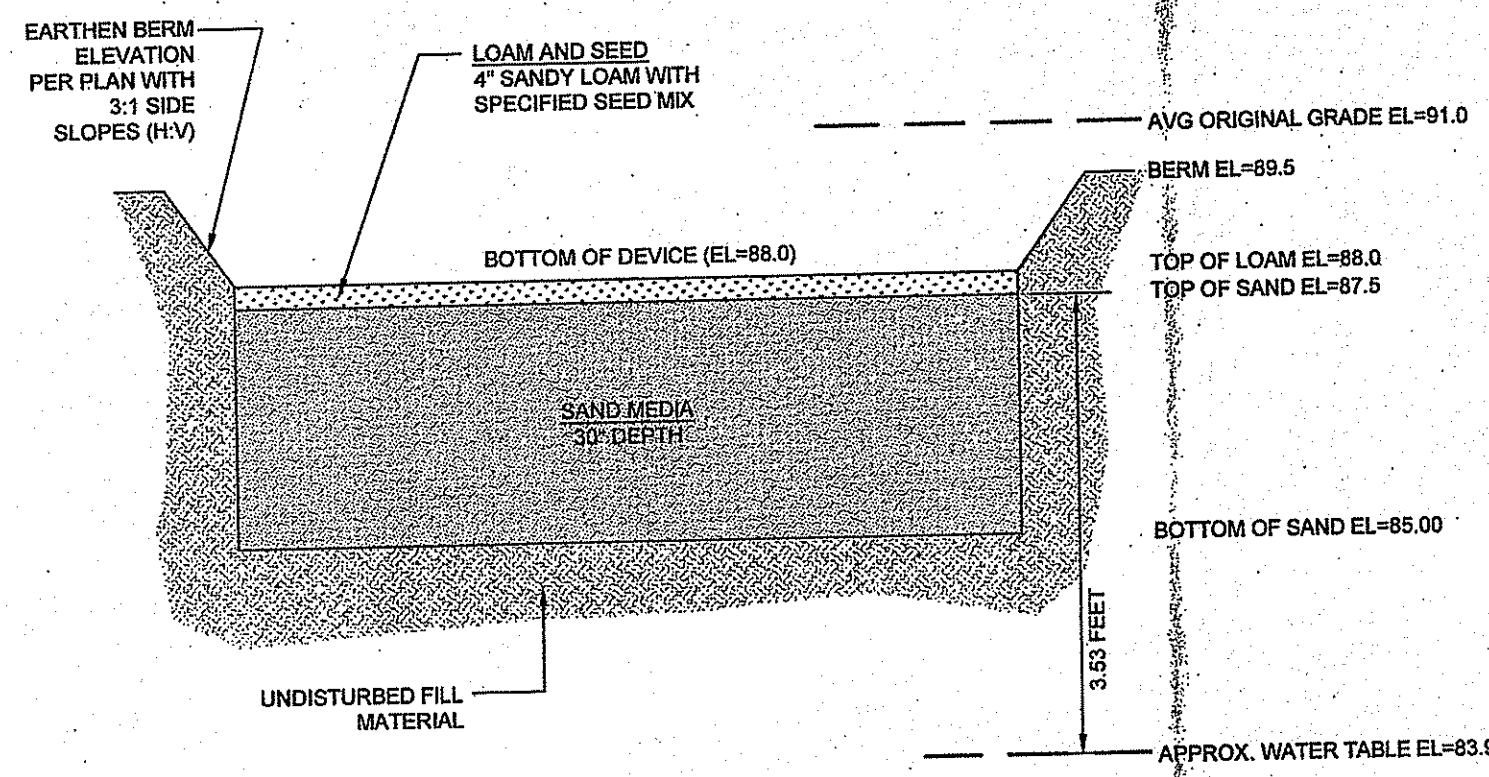 EARTHEN BERM
ELEVATION
PER PLAN WITH
3:1 SIDE
SLOPES (H:V)
LOAM AND SEED
4" SANDY LOAM WITH
SPECIFIED SEED MIX
AVG ORIGINAL GRADE EL=91.0
BERM EL=89.5
BOTTOM OF DEVICE (EL=88.0)
TOP OF LOAM EL=88.0
TOP OF SAND EL=87.5
SAND MEDIA
30" DEPTH
BOTTOM OF SAND EL=85.00
3.53 FEET
UNDISTURBED FILL
MATERIAL
APPROX. WATER TABLE EL=83.9